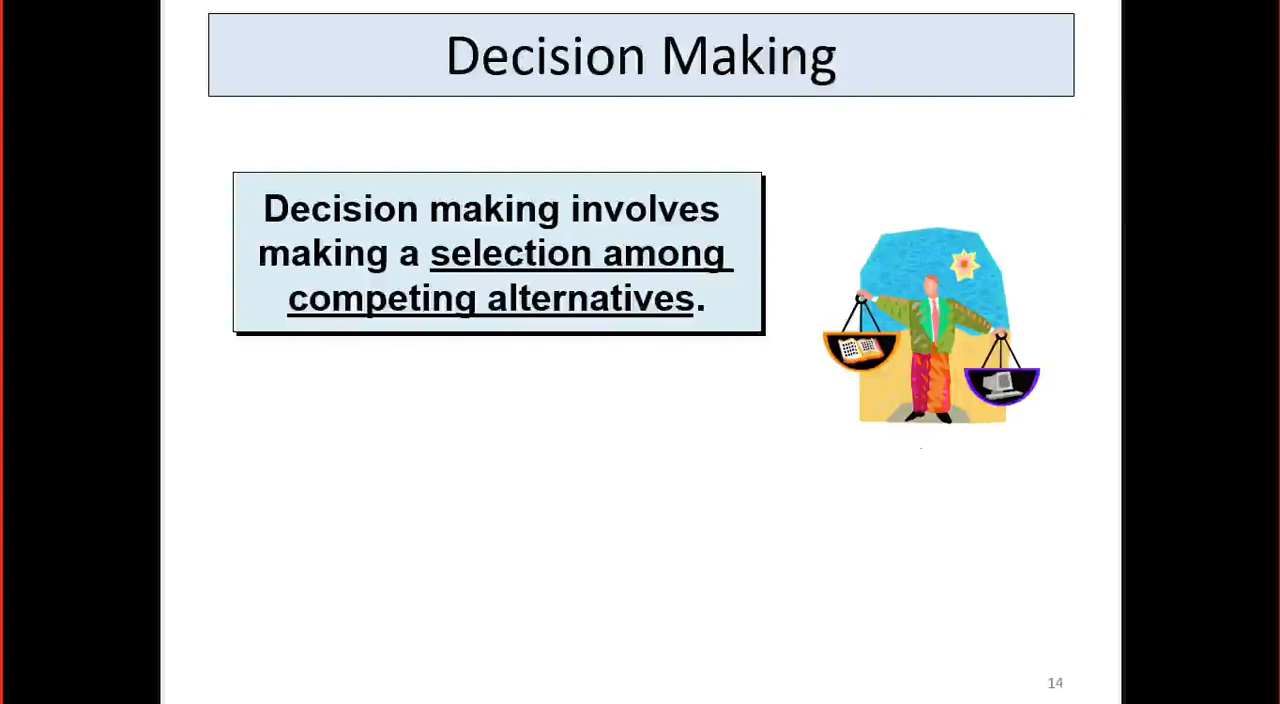 Decision Making
Decision making involves
making a selection among
competing alternatives.
14